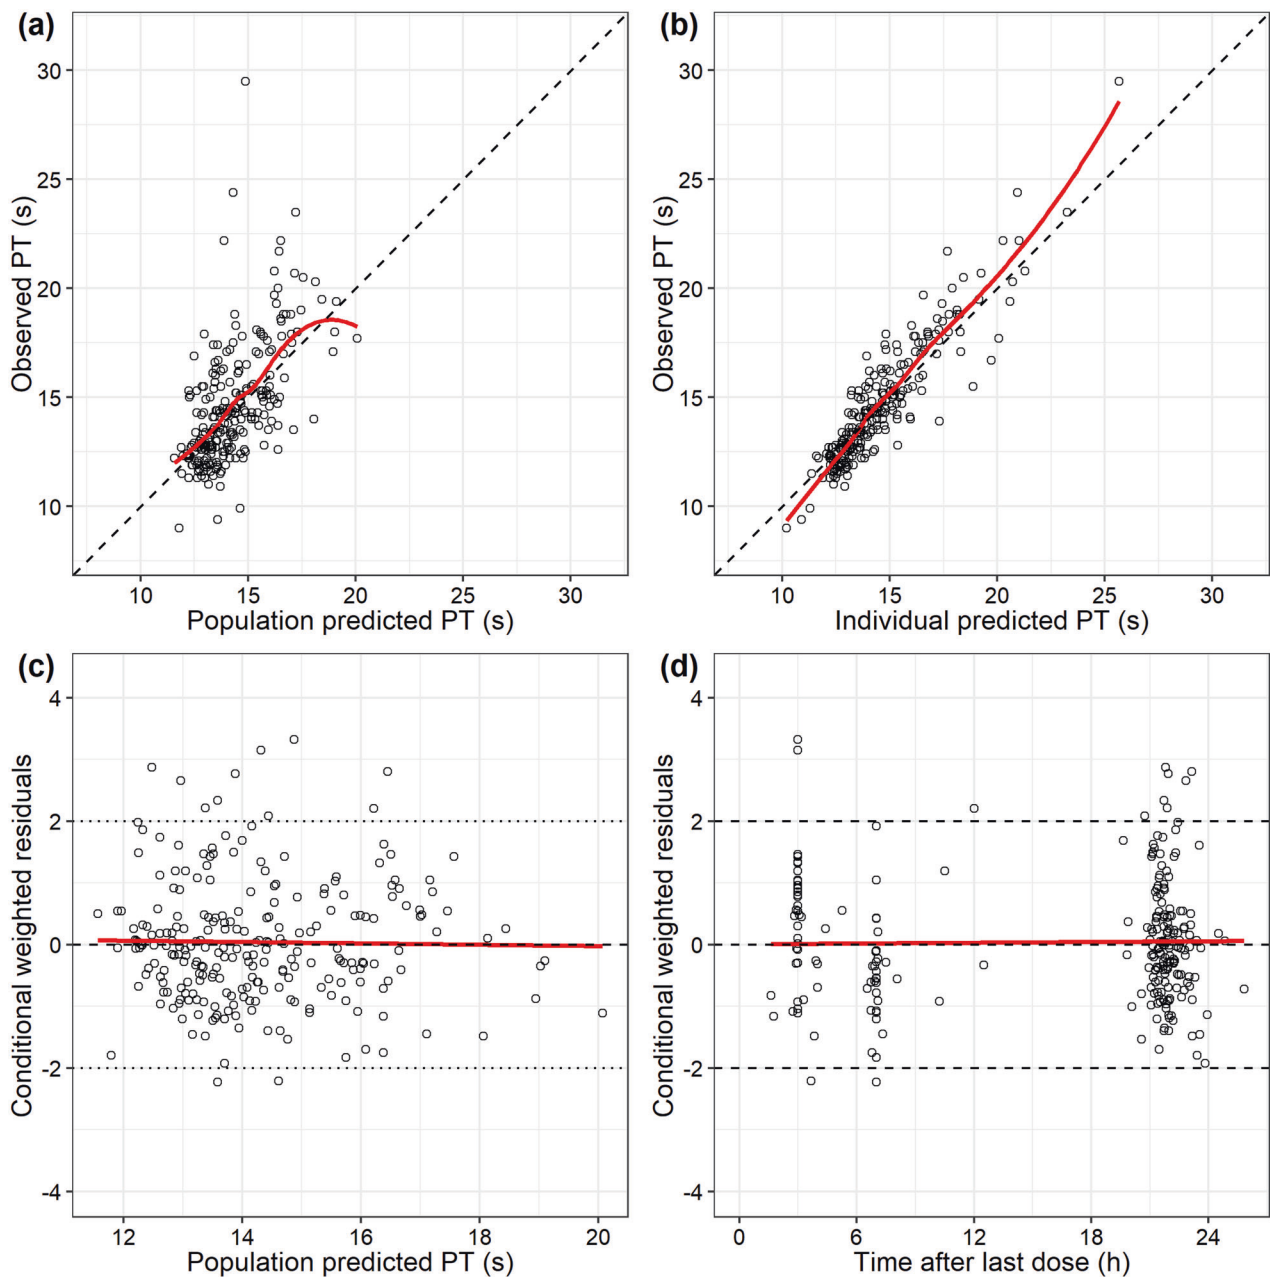 (a)
30
25
20
15
10
Observed PT (s)
10 15 20 25 30
Population predicted PT (s)
(b)
30
25
20
15
10
Observed PT (s)
10 15 20 25 30
Individual predicted PT (s)
(c)
4
2
0
-2
-4
Conditional weighted residuals
12 14 16 18 20
Population predicted PT (s)
(d)
4
2
0
-2
-4
Conditional weighted residuals
0 6 12 18 24
Time after last dose (h)